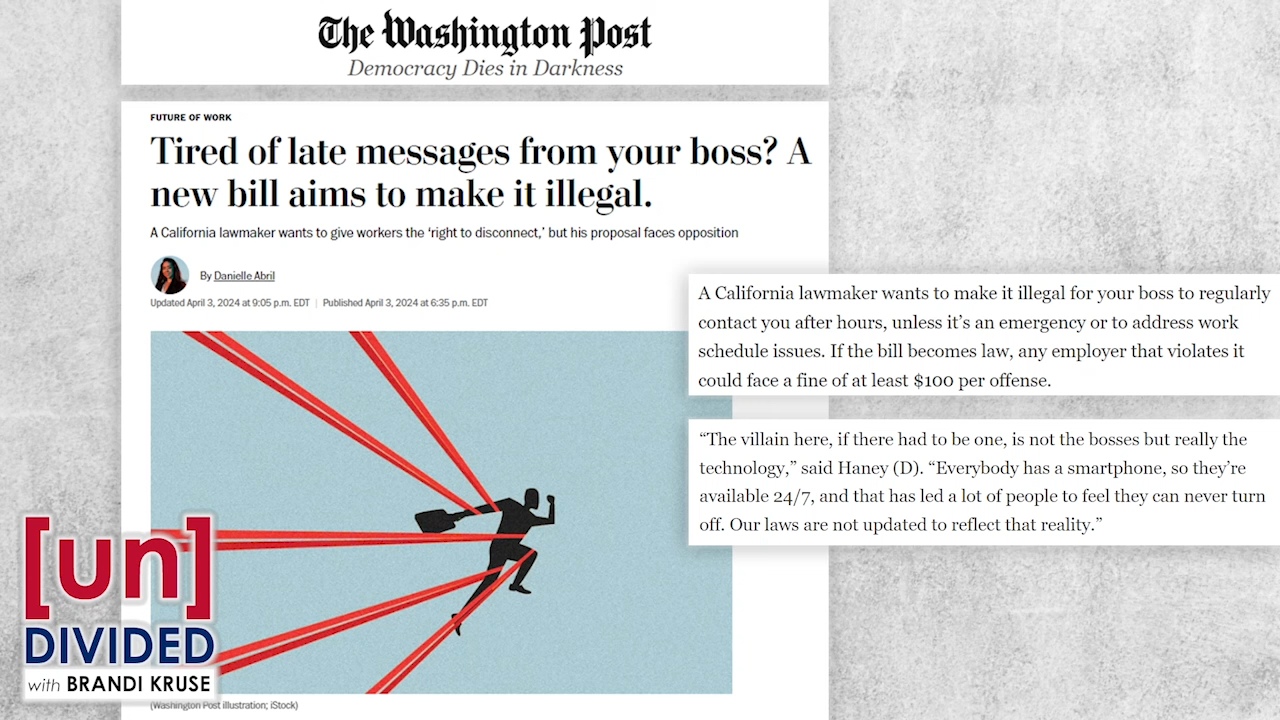 The Washington Post
Democracy Dies in Darkness
FUTURE OF WORK
Tired of late messages from your boss? A
new bill aims to make it illegal.
A California lawmaker wants to give workers the ‘right to disconnect,’ but his proposal faces opposition
By Danielle Abril
Updated April 3, 2024 at 9:05 p.m. EDT | Published April 3, 2024 at 6:35 p.m. EDT
A California lawmaker wants to make it illegal for your boss to regularly
contact you after hours, unless it’s an emergency or to address work
schedule issues. If the bill becomes law, any employer that violates it
could face a fine of at least $100 per offense.
“The villain here, if there had to be one, is not the bosses but really the
technology,” said Haney (D). “Everybody has a smartphone, so they’re
available 24/7, and that has led a lot of people to feel they can never turn
off. Our laws are not updated to reflect that reality.”
[un]
DIVIDED
with BRANDI KRUSE
(Washington Post illustration; iStock)